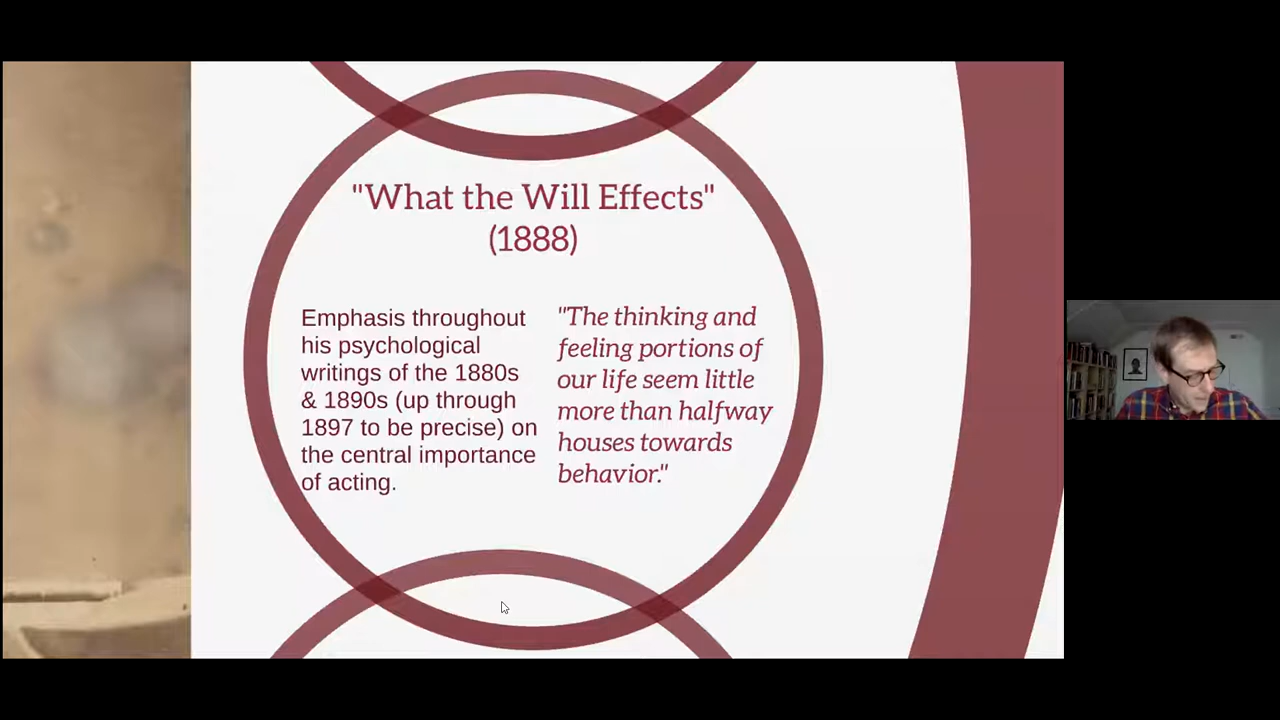 "What the Will Effects"
(1888)
Emphasis throughout
his psychological
writings of the 1880s
& 1890s (up through
1897 to be precise) on
the central importance
of acting.
"The thinking and
feeling portions of
our life seem little
more than halfway
houses towards
behavior."